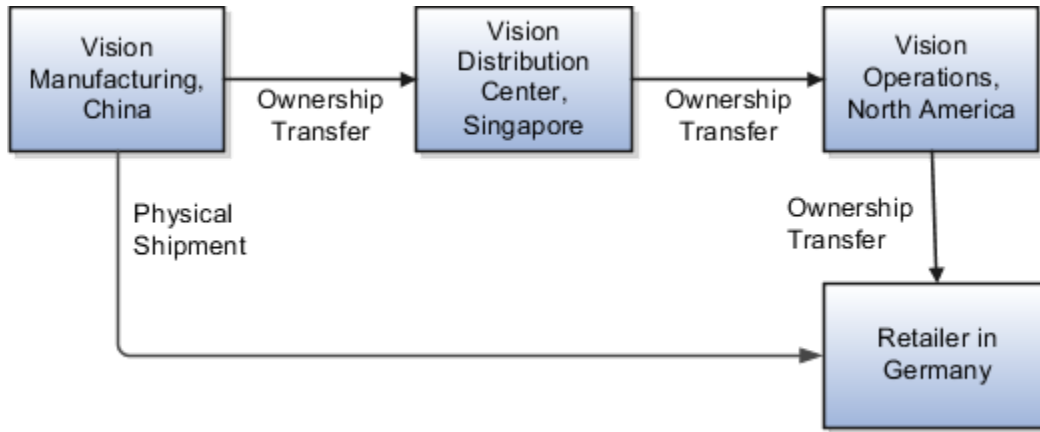 Vision
Manufacturing,
China
Ownership
Transfer
Vision
Distribution
Center,
Singapore
Ownership
Transfer
Vision
Operations,
North America
Physical
Shipment
Ownership
Transfer
Retailer in
Germany